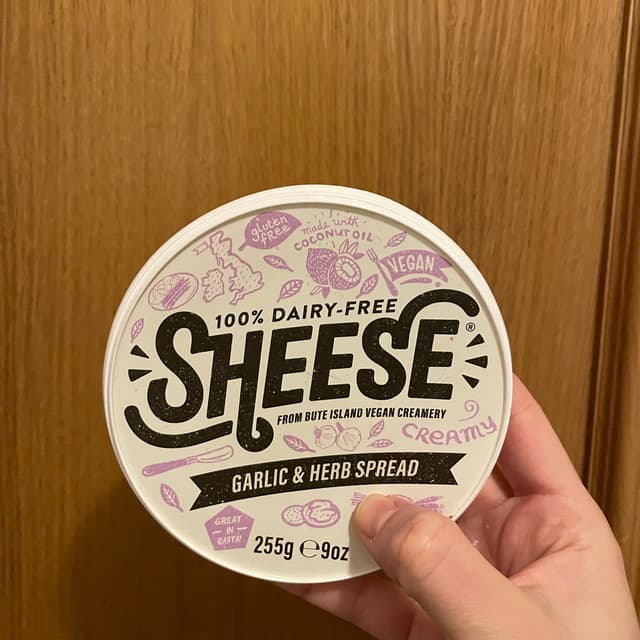 gluten
free
made with
COCONUT OIL
VEGAN
100% DAIRY-FREE
SHEESE®
FROM BUTE ISLAND VEGAN CREAMERY
CREAMY
GARLIC & HERB SPREAD
GREAT
IN
PASTA!
255g ℮ 9oz